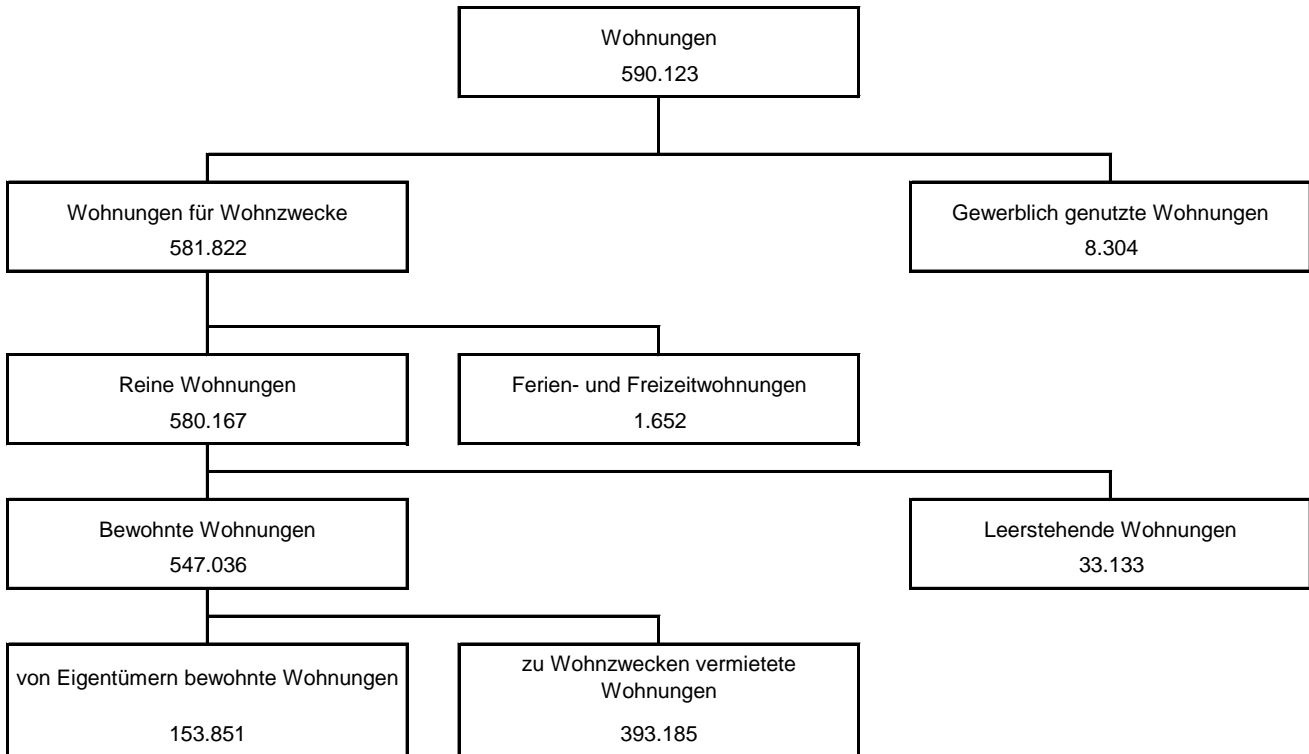 Wohnungen
590.123
Wohnungen für Wohnzwecke
581.822
Gewerblich genutzte Wohnungen
8.304
Reine Wohnungen
580.167
Ferien- und Freizeitwohnungen
1.652
Bewohnte Wohnungen
547.036
Leerstehende Wohnungen
33.133
von Eigentümern bewohnte Wohnungen
153.851
zu Wohnzwecken vermietete
Wohnungen
393.185